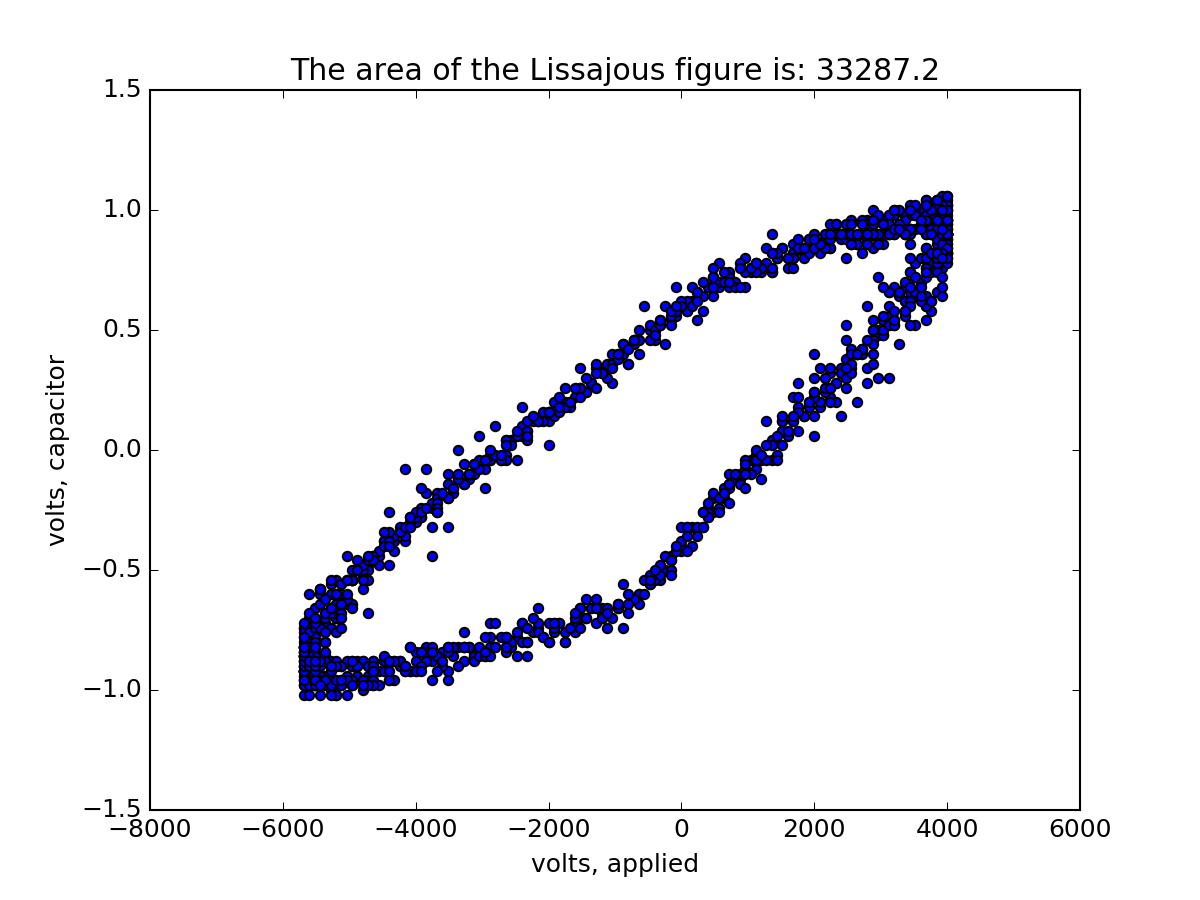 The area of the Lissajous figure is: 33287.2
1.5
1.0
0.5
0.0
−0.5
−1.0
−1.5
volts, capacitor
−8000 −6000 −4000 −2000 0 2000 4000 6000
volts, applied